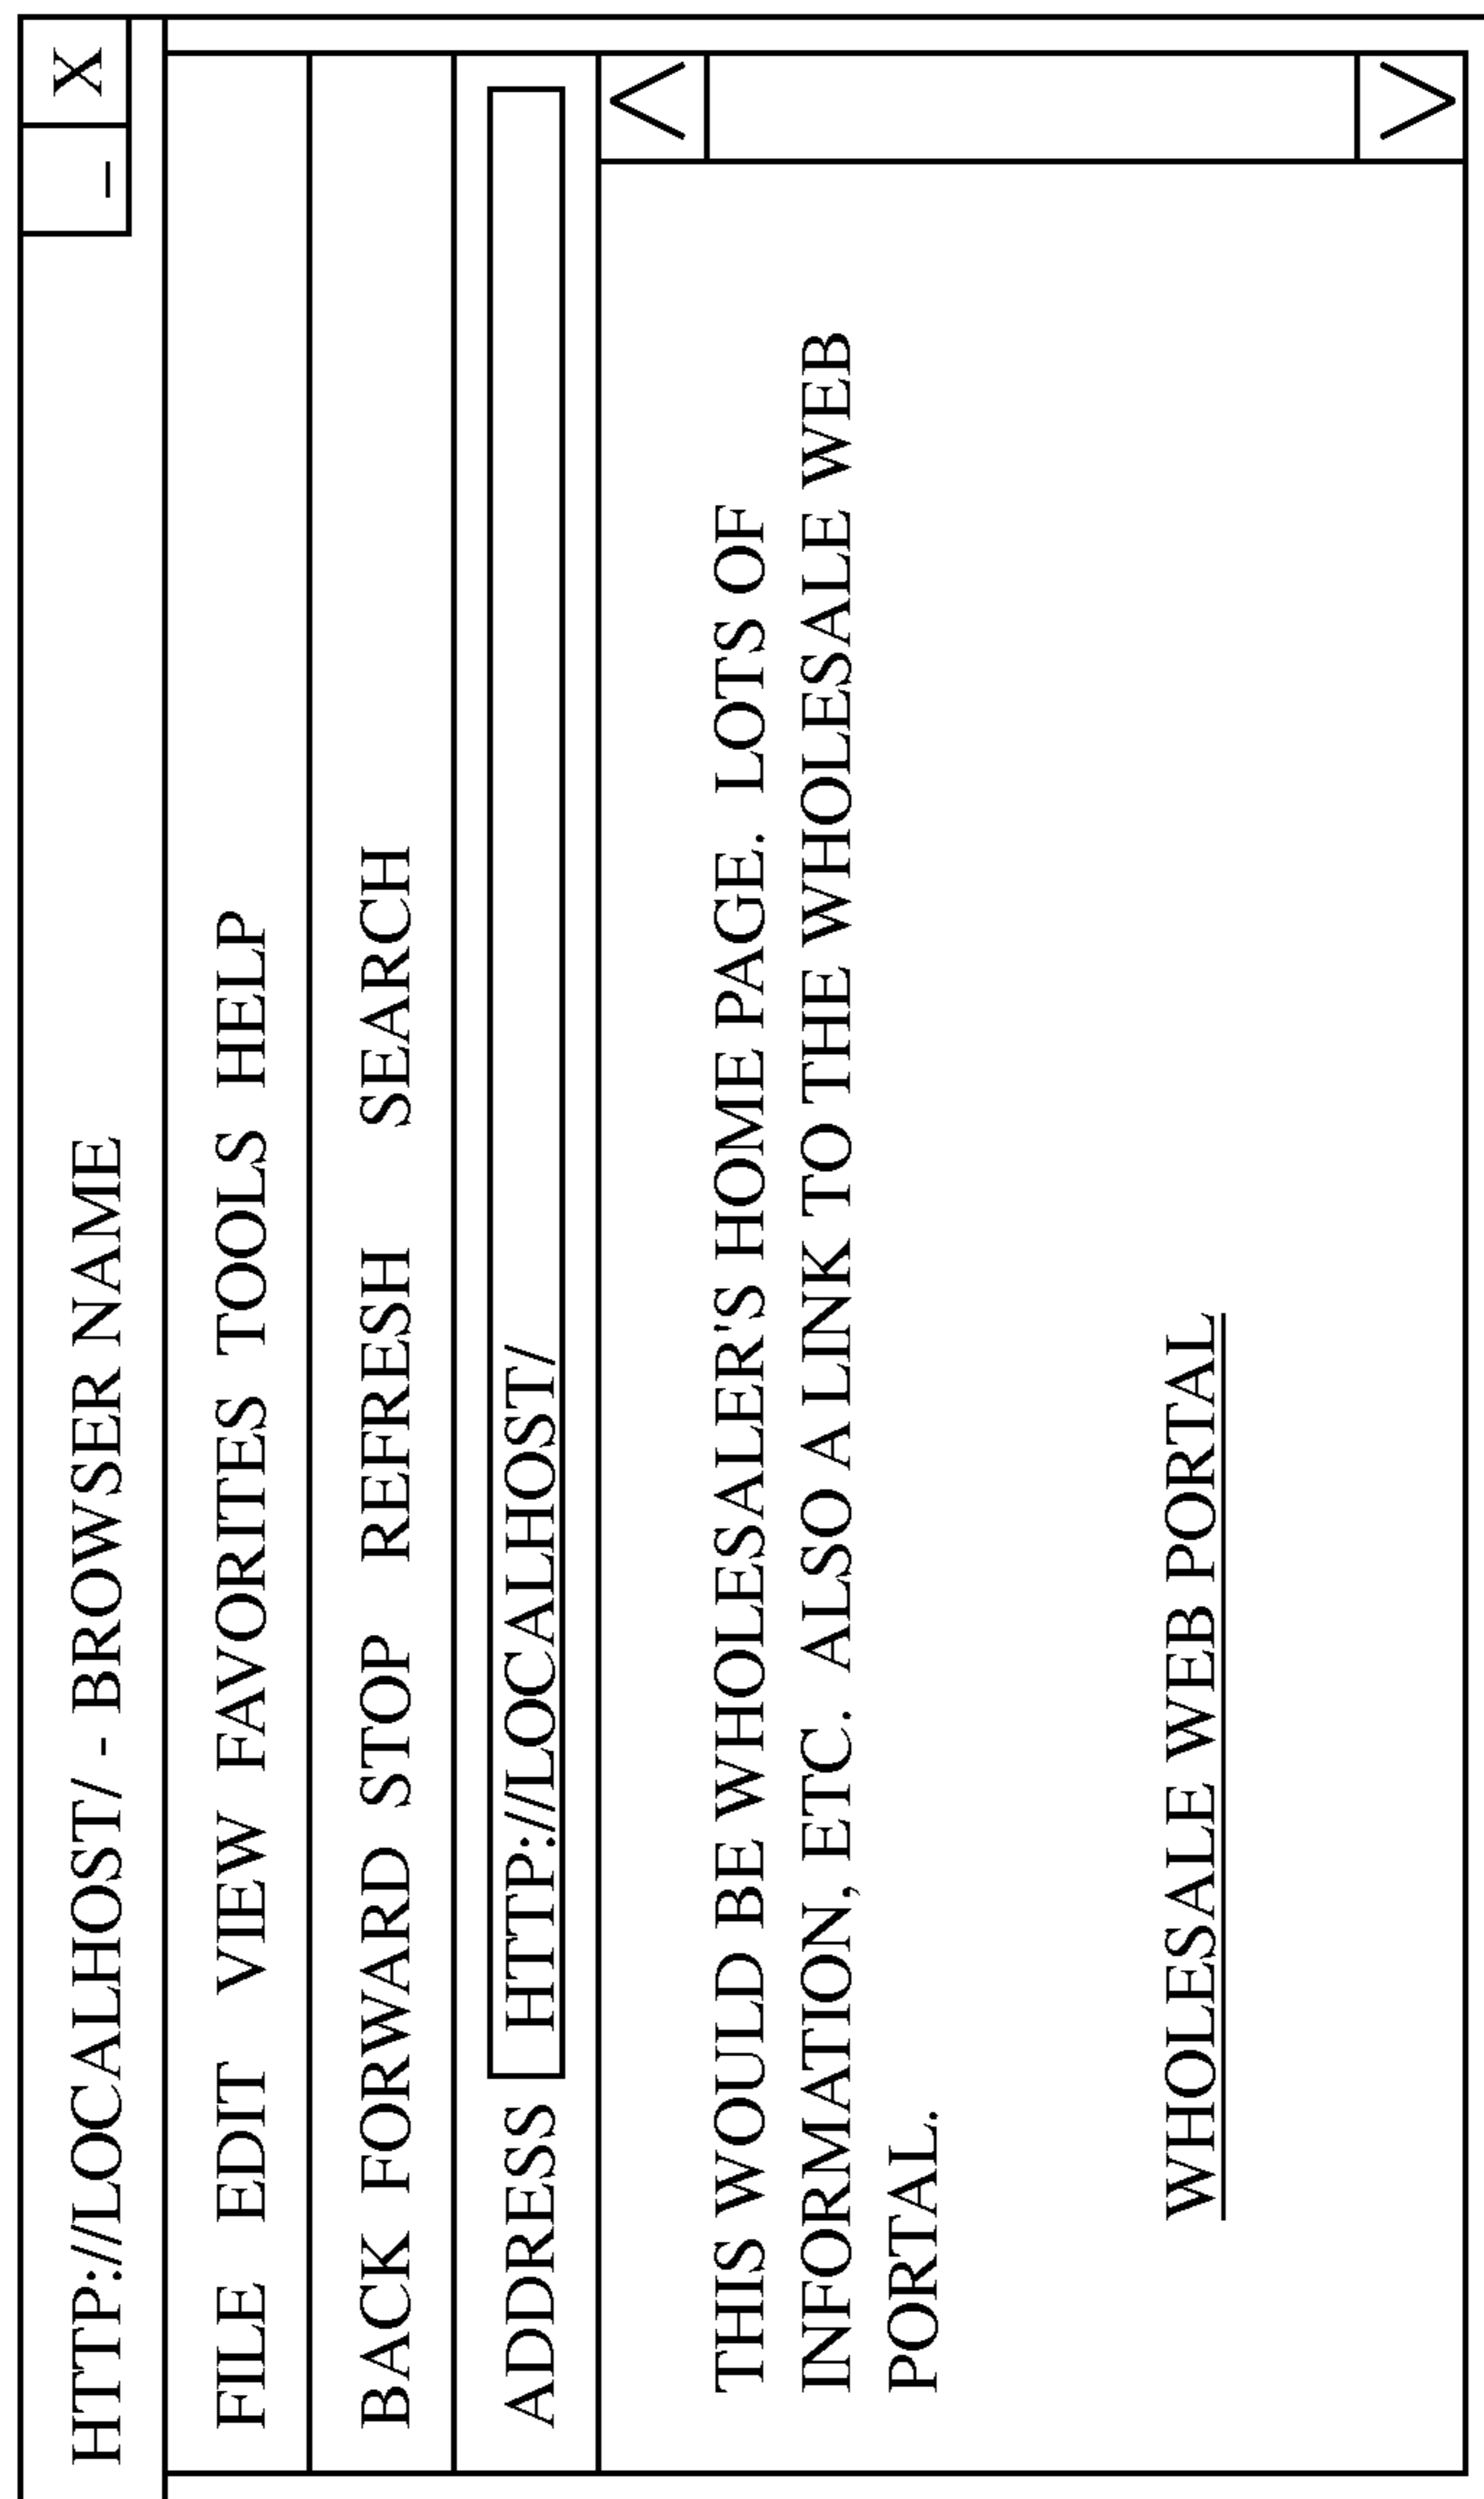 HTTP://LOCALHOST/ - BROWSER NAME
_ X
FILE EDIT VIEW FAVORITES TOOLS HELP
BACK FORWARD STOP REFRESH SEARCH
ADDRESS HTTP://LOCALHOST/
THIS WOULD BE WHOLESALER'S HOME PAGE. LOTS OF
INFORMATION, ETC. ALSO A LINK TO THE WHOLESALE WEB
PORTAL.
WHOLESALE WEB PORTAL